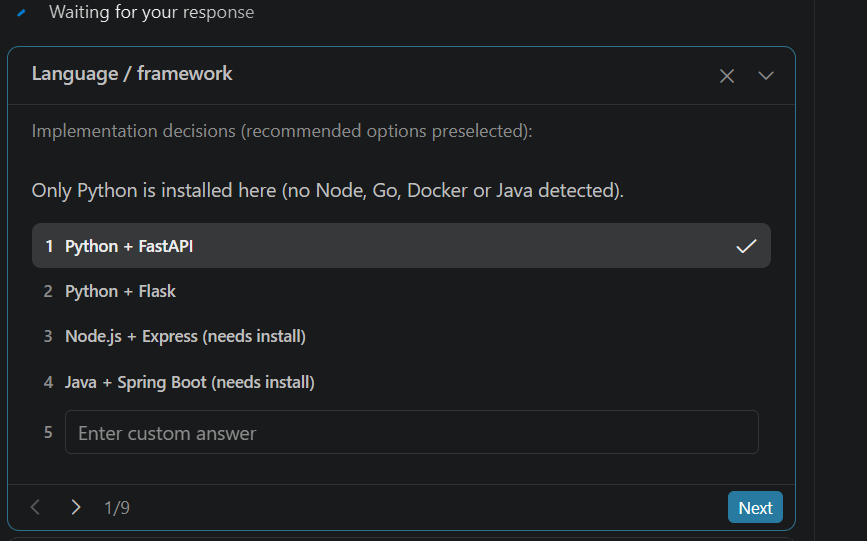 Waiting for your response
Language / framework
Implementation decisions (recommended options preselected):
Only Python is installed here (no Node, Go, Docker or Java detected).
1 Python + FastAPI
2 Python + Flask
3 Node.js + Express (needs install)
4 Java + Spring Boot (needs install)
5 Enter custom answer
1/9 Next